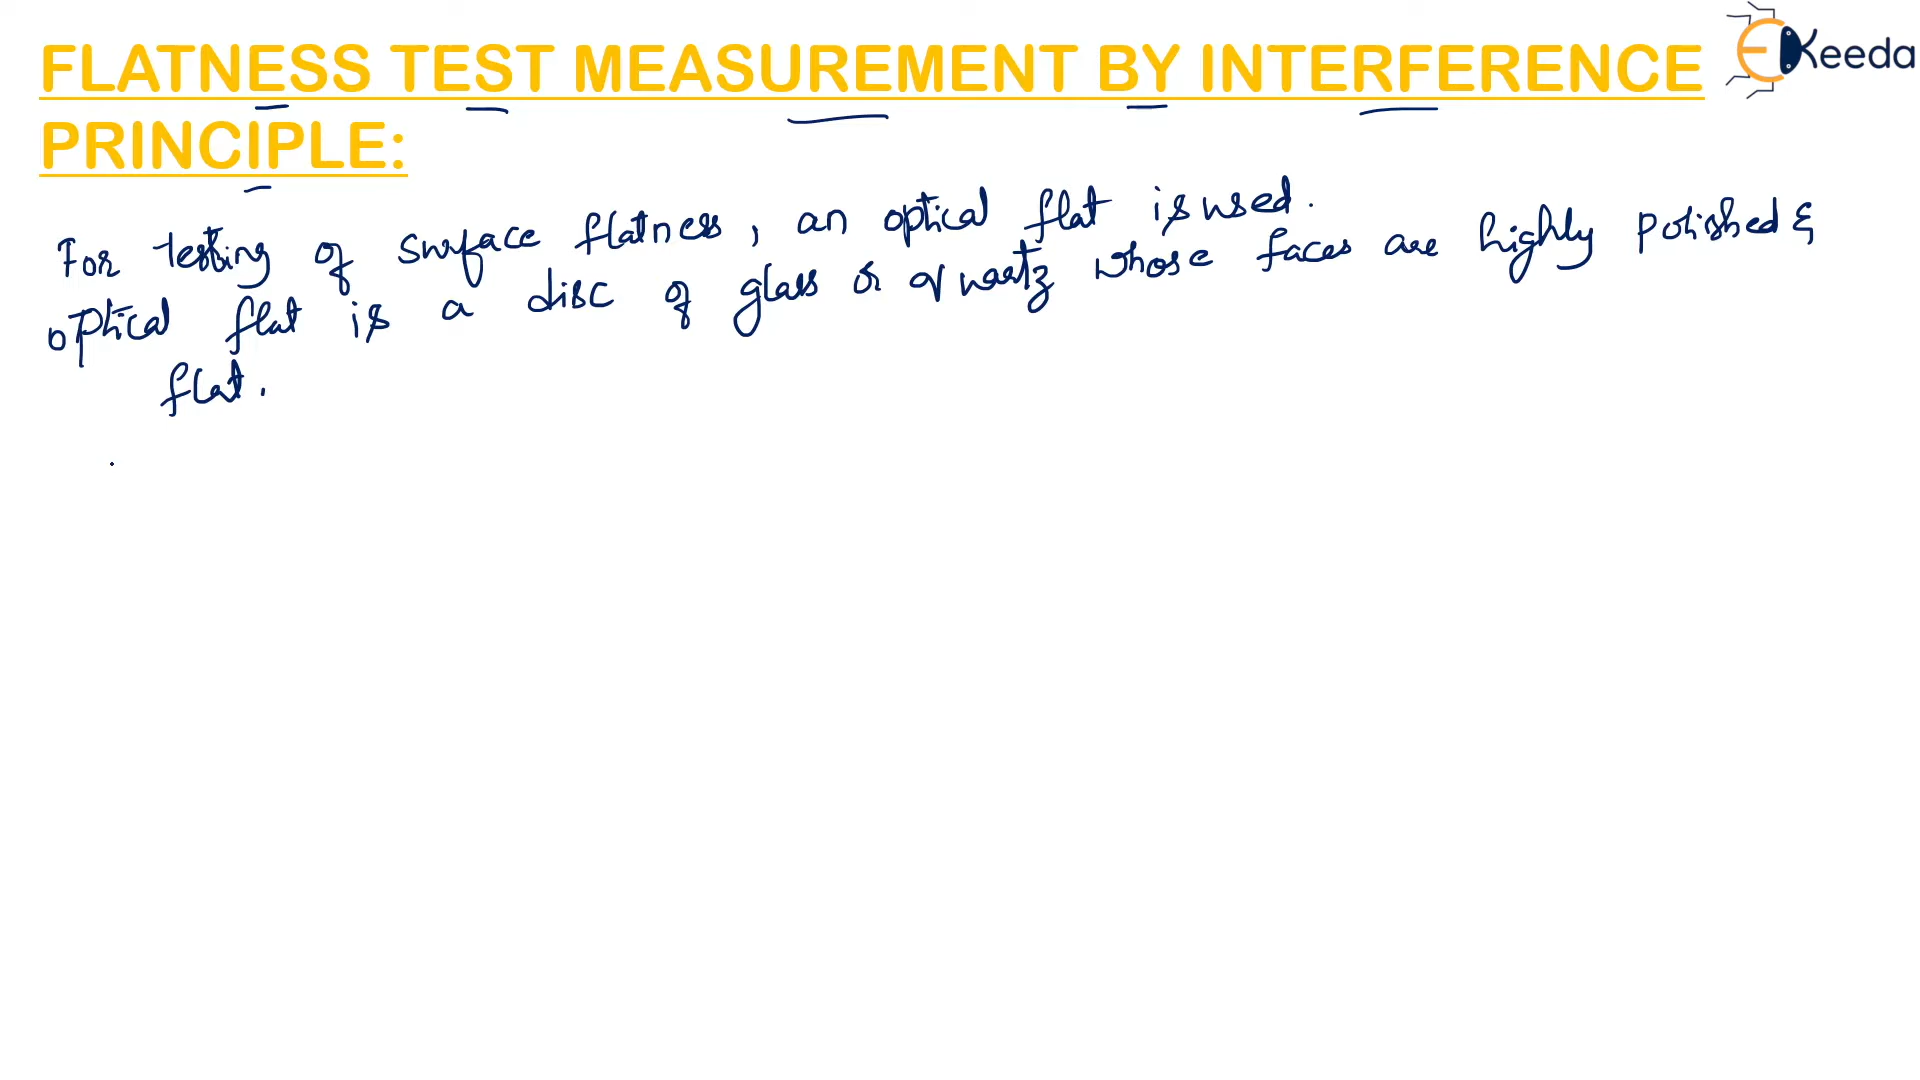 FLATNESS TEST MEASUREMENT BY INTERFERENCE
PRINCIPLE:
EKeeda
For testing of surface flatness, an optical flat is used.
optical flat is a disc of glass or quartz whose faces are highly polished &
flat.